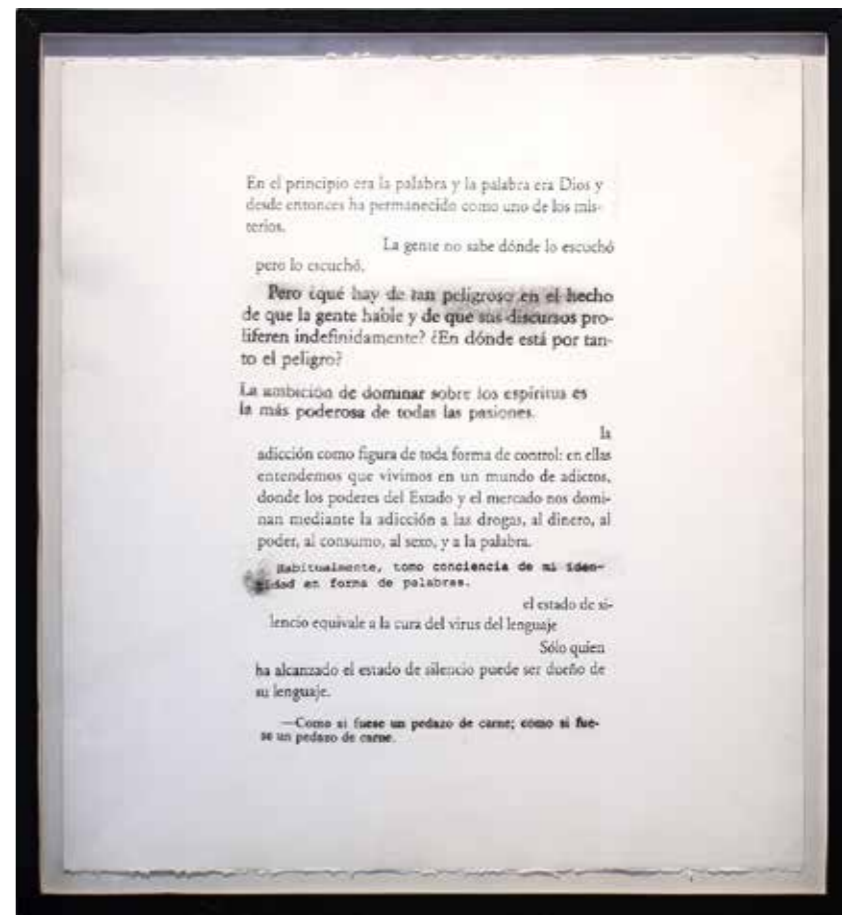 En el principio era la palabra y la palabra era Dios y
desde entonces ha permanecido como uno de los mis-
terios.
La gente no sabe dónde lo escuchó
pero lo escuchó.
Pero ¿qué hay de tan peligroso en el hecho
de que la gente hable y de que sus discursos pro-
liferen indefinidamente? ¿En dónde está por tan-
to el peligro?
La ambición de dominar sobre los espíritus es
la más poderosa de todas las pasiones.
la
adicción como figura de toda forma de control: en ellas
entendemos que vivimos en un mundo de adictos,
donde los poderes del Estado y el mercado nos domi-
nan mediante la adicción a las drogas, al dinero, al
poder, al consumo, al sexo, y a la palabra.
Habitualmente, tomo conciencia de mi iden-
tidad en forma de palabras.
el estado de si-
lencio equivale a la cura del virus del lenguaje
Sólo quien
ha alcanzado el estado de silencio puede ser dueño de
su lenguaje.
—Como si fuese un pedazo de carne; como si fue-
se un pedazo de carne.